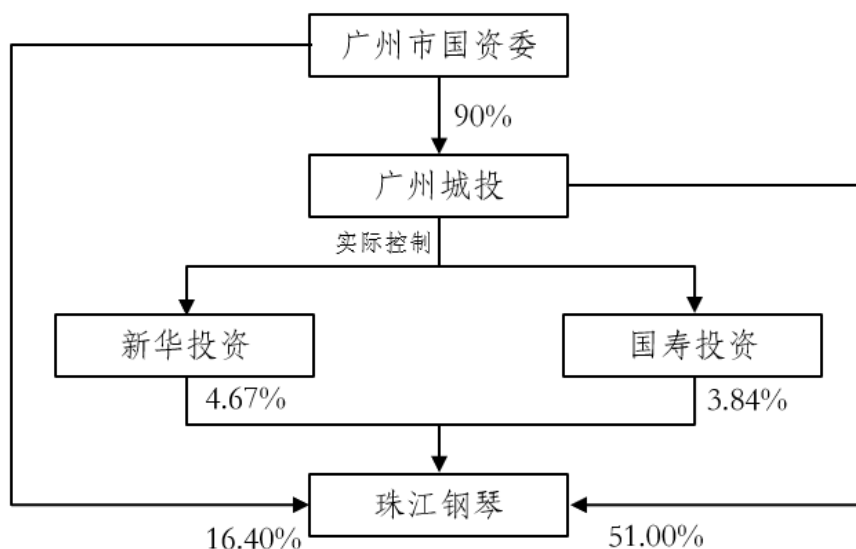 广州市国资委
90%
广州城投
实际控制
新华投资
国寿投资
4.67%
3.84%
珠江钢琴
16.40%
51.00%